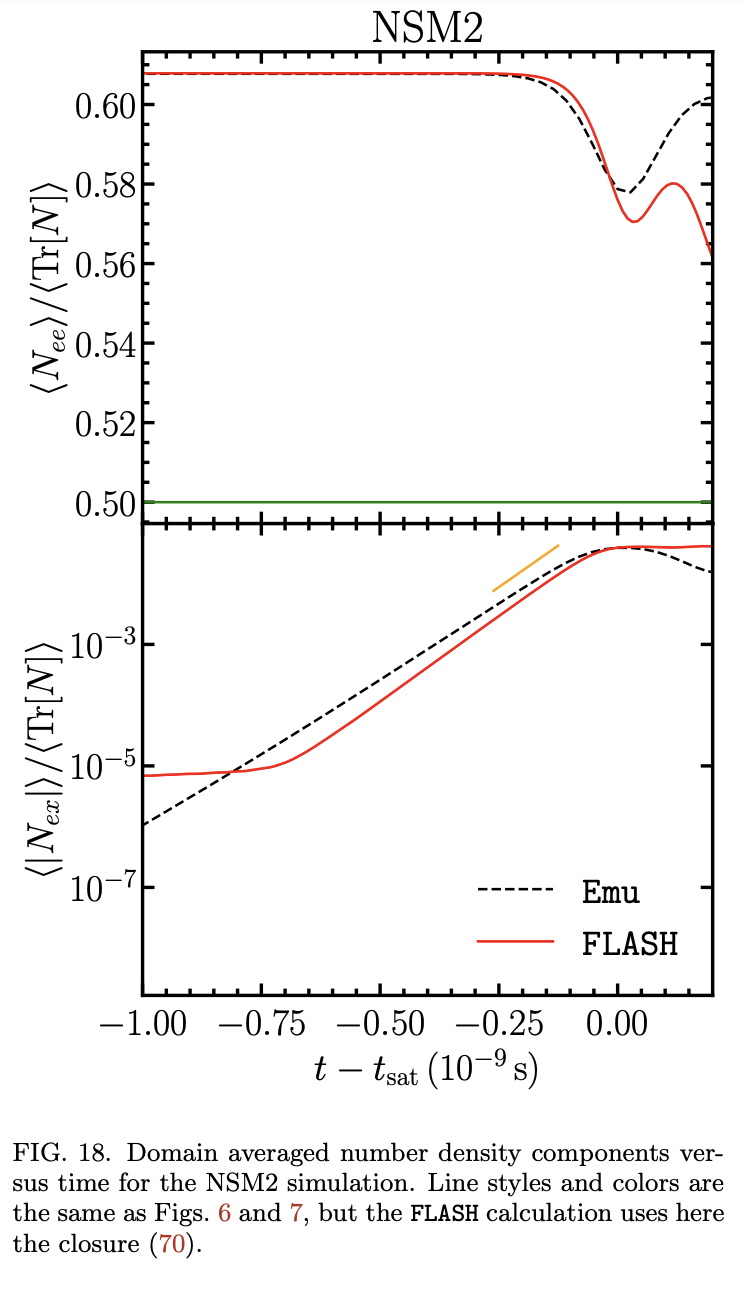 NSM2
⟨N_ee⟩/⟨Tr[N]⟩
0.60
0.58
0.56
0.54
0.52
0.50
⟨|N_ex|⟩/⟨Tr[N]⟩
10^−3
10^−5
10^−7
Emu
FLASH
−1.00 −0.75 −0.50 −0.25 0.00
t − t_sat (10^−9 s)
FIG. 18. Domain averaged number density components ver-
sus time for the NSM2 simulation. Line styles and colors are
the same as Figs. 6 and 7, but the FLASH calculation uses here
the closure (70).